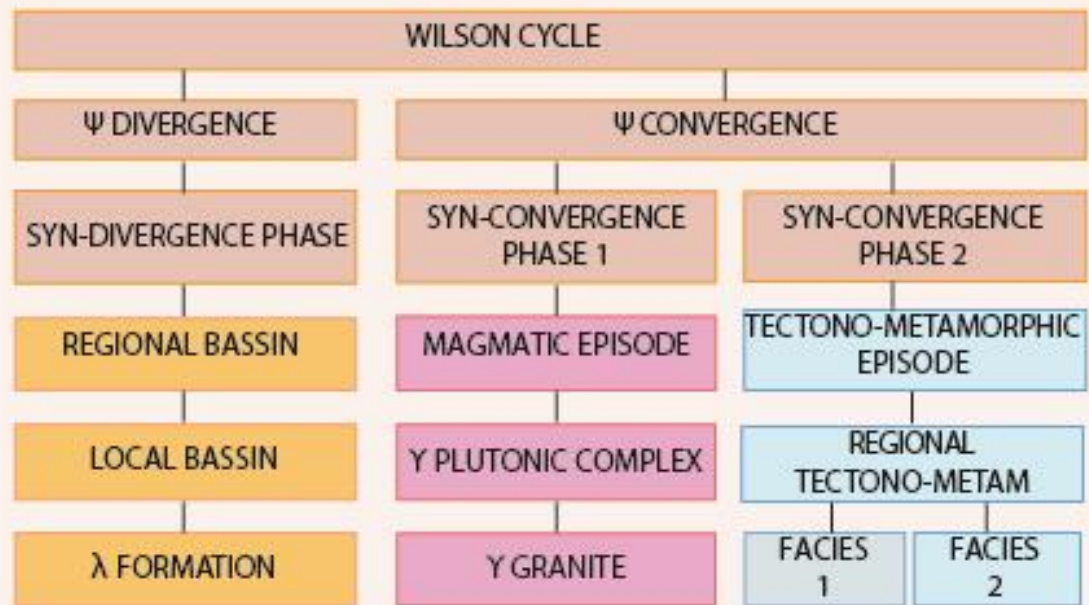 WILSON CYCLE
Ψ DIVERGENCE
Ψ CONVERGENCE
SYN-DIVERGENCE PHASE
SYN-CONVERGENCE
PHASE 1
SYN-CONVERGENCE
PHASE 2
REGIONAL BASSIN
MAGMATIC EPISODE
TECTONO-METAMORPHIC
EPISODE
LOCAL BASSIN
ϒ PLUTONIC COMPLEX
REGIONAL
TECTONO-METAM
λ FORMATION
ϒ GRANITE
FACIES
1
FACIES
2